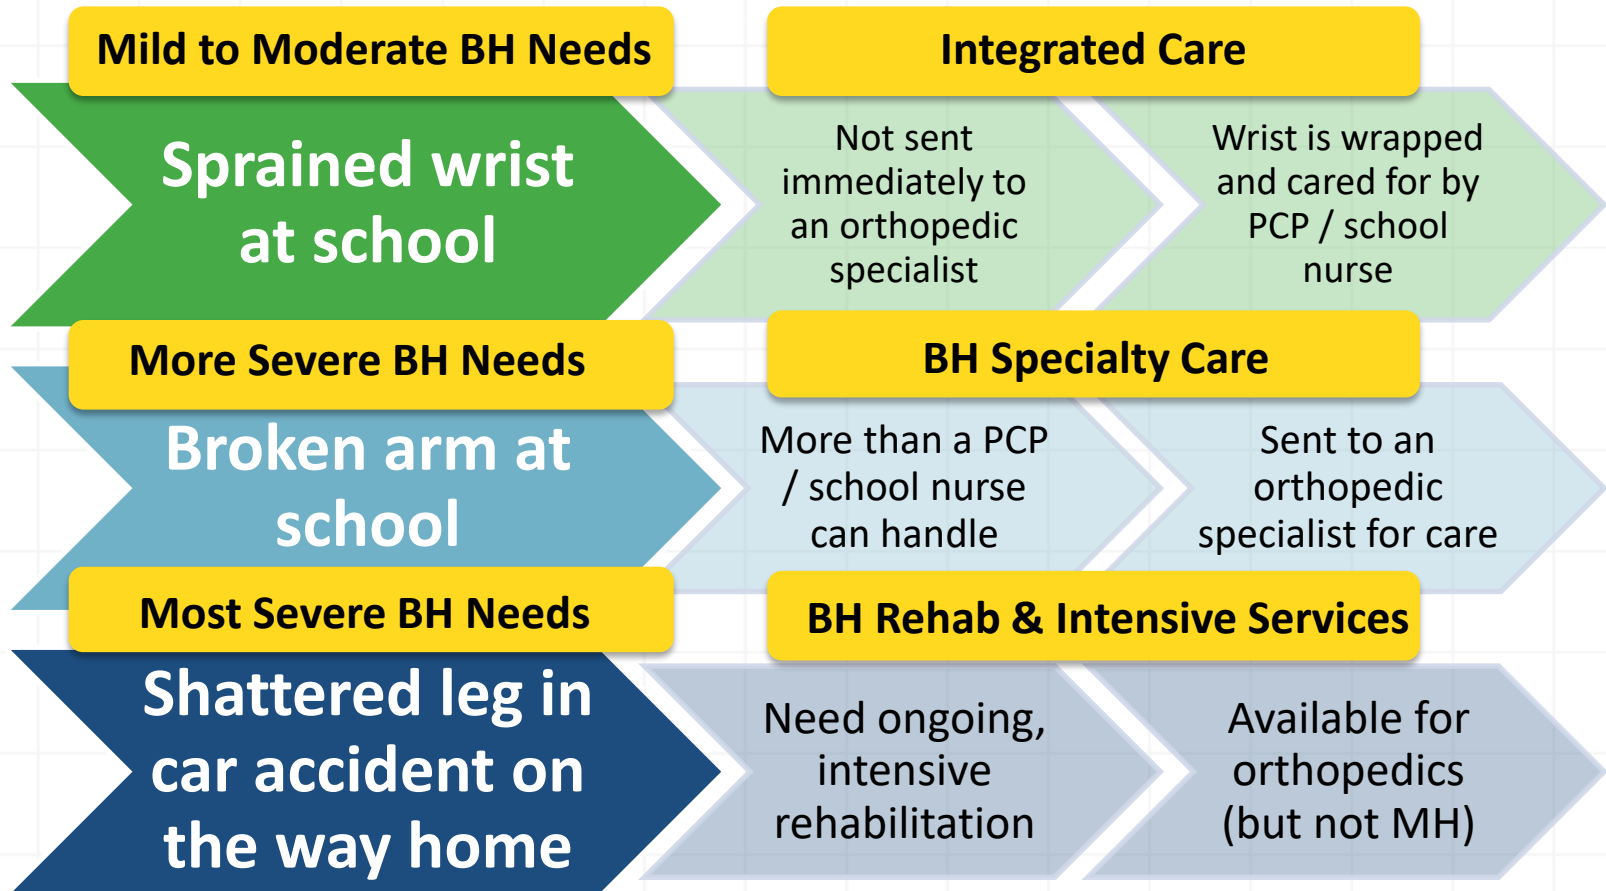 Mild to Moderate BH Needs
Integrated Care
Sprained wrist
at school
Not sent
immediately to
an orthopedic
specialist
Wrist is wrapped
and cared for by
PCP / school
nurse
More Severe BH Needs
BH Specialty Care
Broken arm at
school
More than a PCP
/ school nurse
can handle
Sent to an
orthopedic
specialist for care
Most Severe BH Needs
BH Rehab & Intensive Services
Shattered leg in
car accident on
the way home
Need ongoing,
intensive
rehabilitation
Available for
orthopedics
(but not MH)